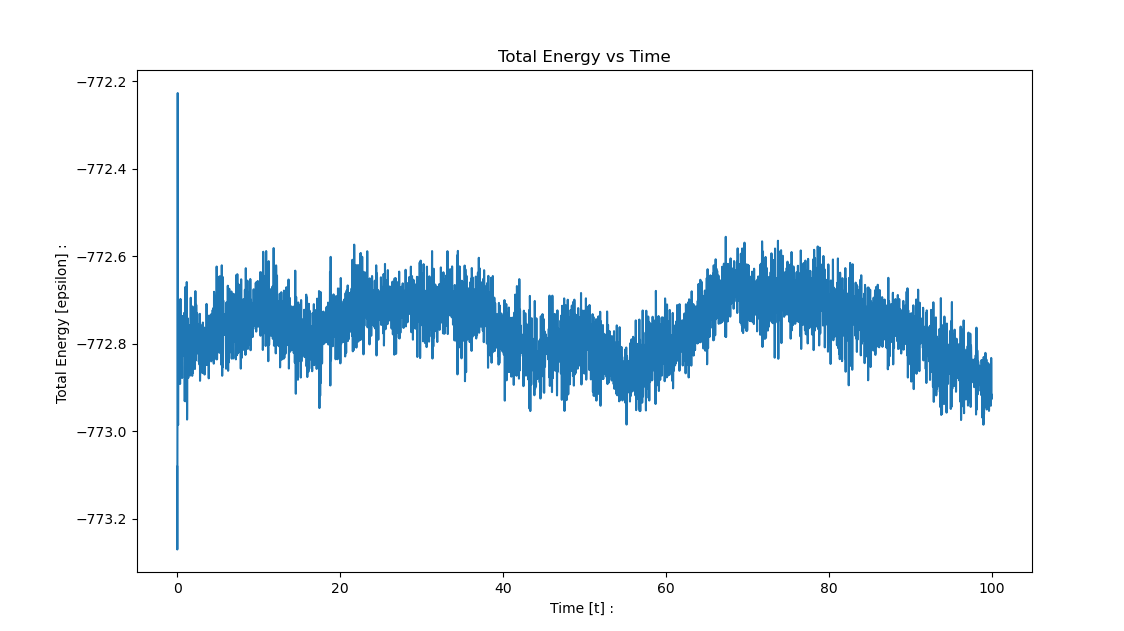 Total Energy vs Time
Total Energy [epsilon] :
−772.2
−772.4
−772.6
−772.8
−773.0
−773.2
0 20 40 60 80 100
Time [t] :